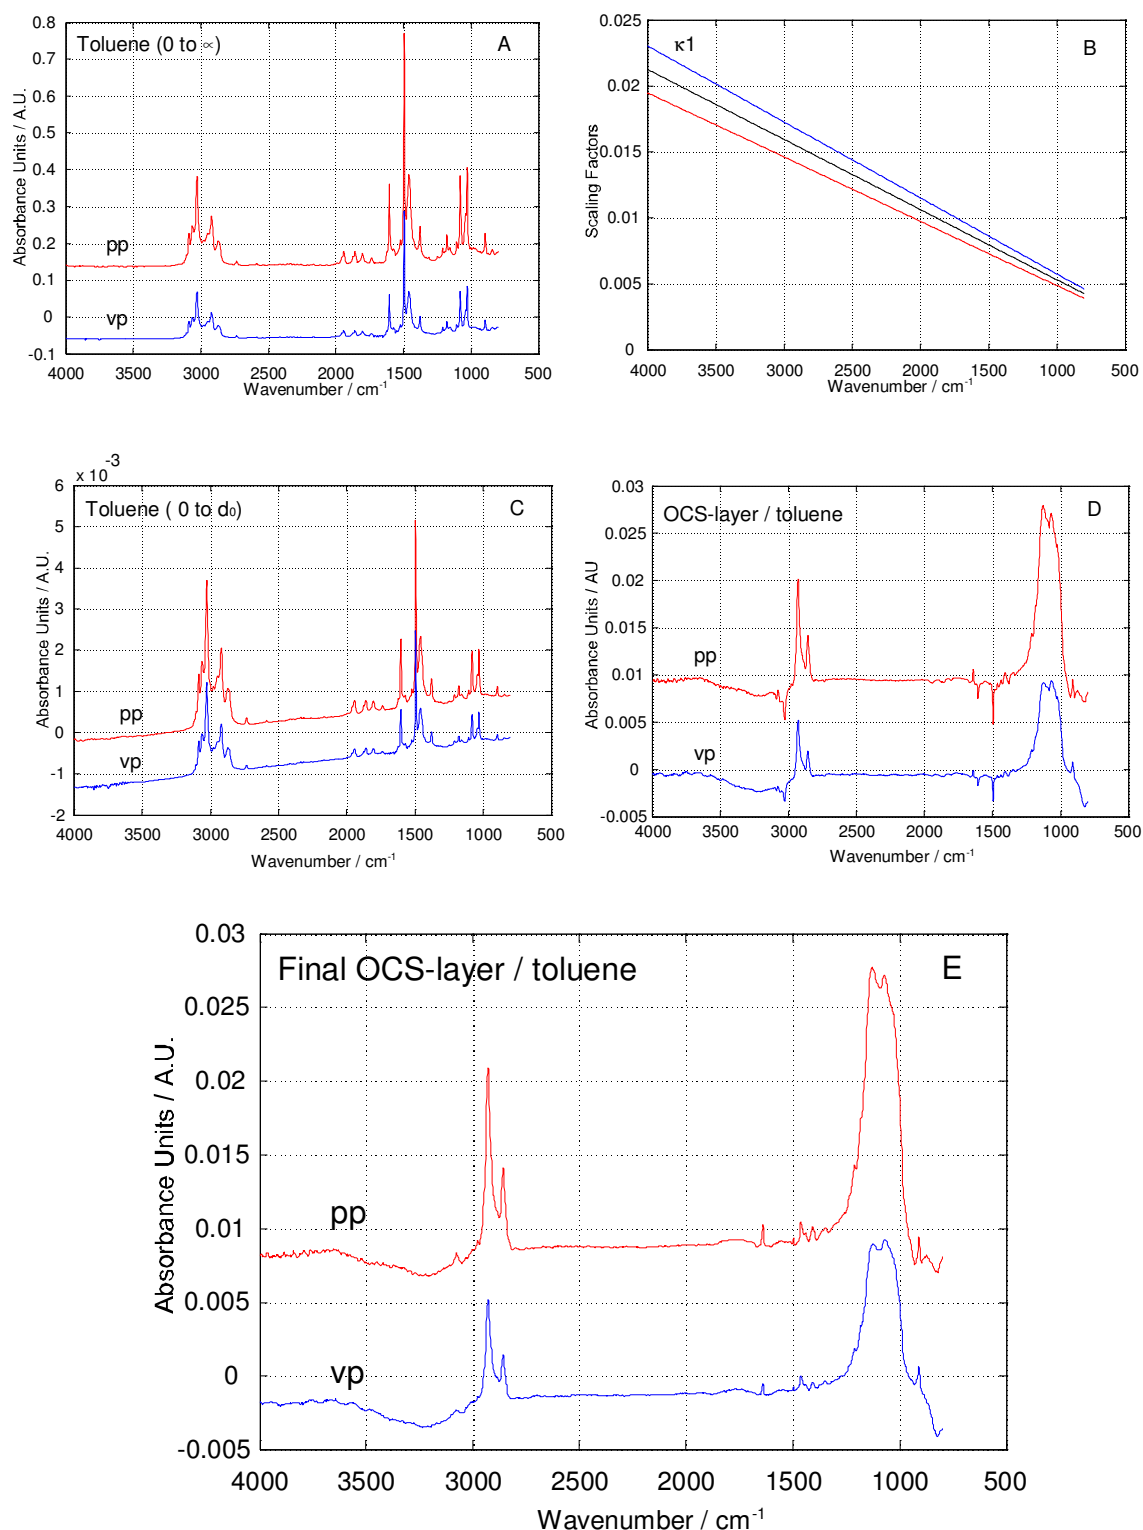 Toluene (0 to ∝)
A
0.8
0.7
0.6
0.5
0.4
0.3
0.2
0.1
0
-0.1
pp
vp
Absorbance Units / A.U.
4000 3500 3000 2500 2000 1500 1000 500
Wavenumber / cm-1
κ1
B
0.025
0.02
0.015
0.01
0.005
0
Scaling Factors
4000 3500 3000 2500 2000 1500 1000 500
Wavenumber / cm-1
x 10-3
Toluene ( 0 to d0)
C
6
5
4
3
2
1
0
-1
-2
pp
vp
Absorbance Units / A.U.
4000 3500 3000 2500 2000 1500 1000 500
Wavenumber / cm-1
OCS-layer / toluene
D
0.03
0.025
0.02
0.015
0.01
0.005
0
-0.005
pp
vp
Absorbance Units / AU
4000 3500 3000 2500 2000 1500 1000 500
Wavenumber / cm-1
Final OCS-layer / toluene
E
0.03
0.025
0.02
0.015
0.01
0.005
0
-0.005
pp
vp
Absorbance Units / A.U.
4000 3500 3000 2500 2000 1500 1000 500
Wavenumber / cm-1